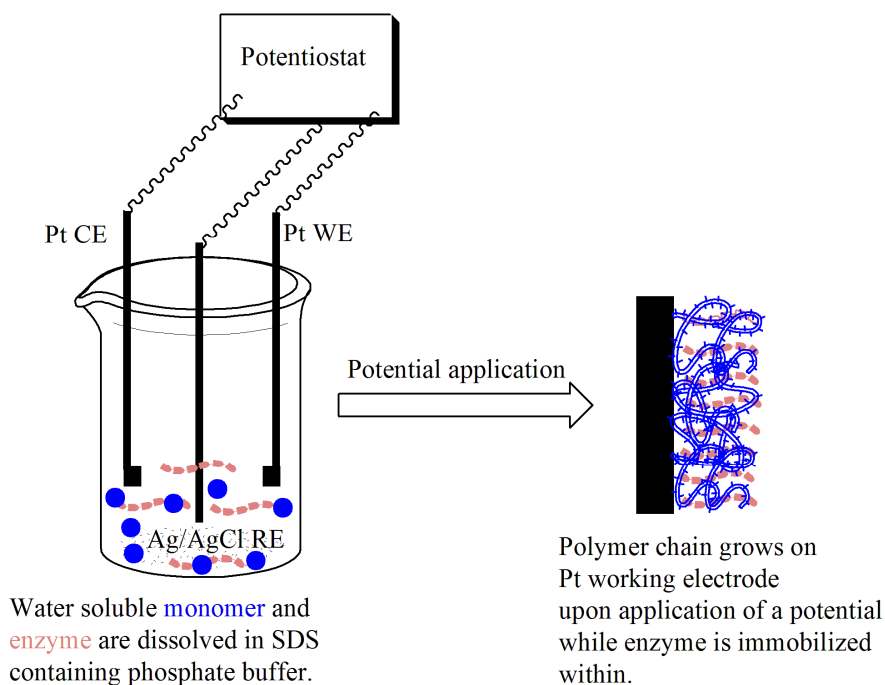 Potentiostat
Pt CE
Pt WE
Potential application
Ag/AgCl RE
Water soluble monomer and
enzyme are dissolved in SDS
containing phosphate buffer.
Polymer chain grows on
Pt working electrode
upon application of a potential
while enzyme is immobilized
within.